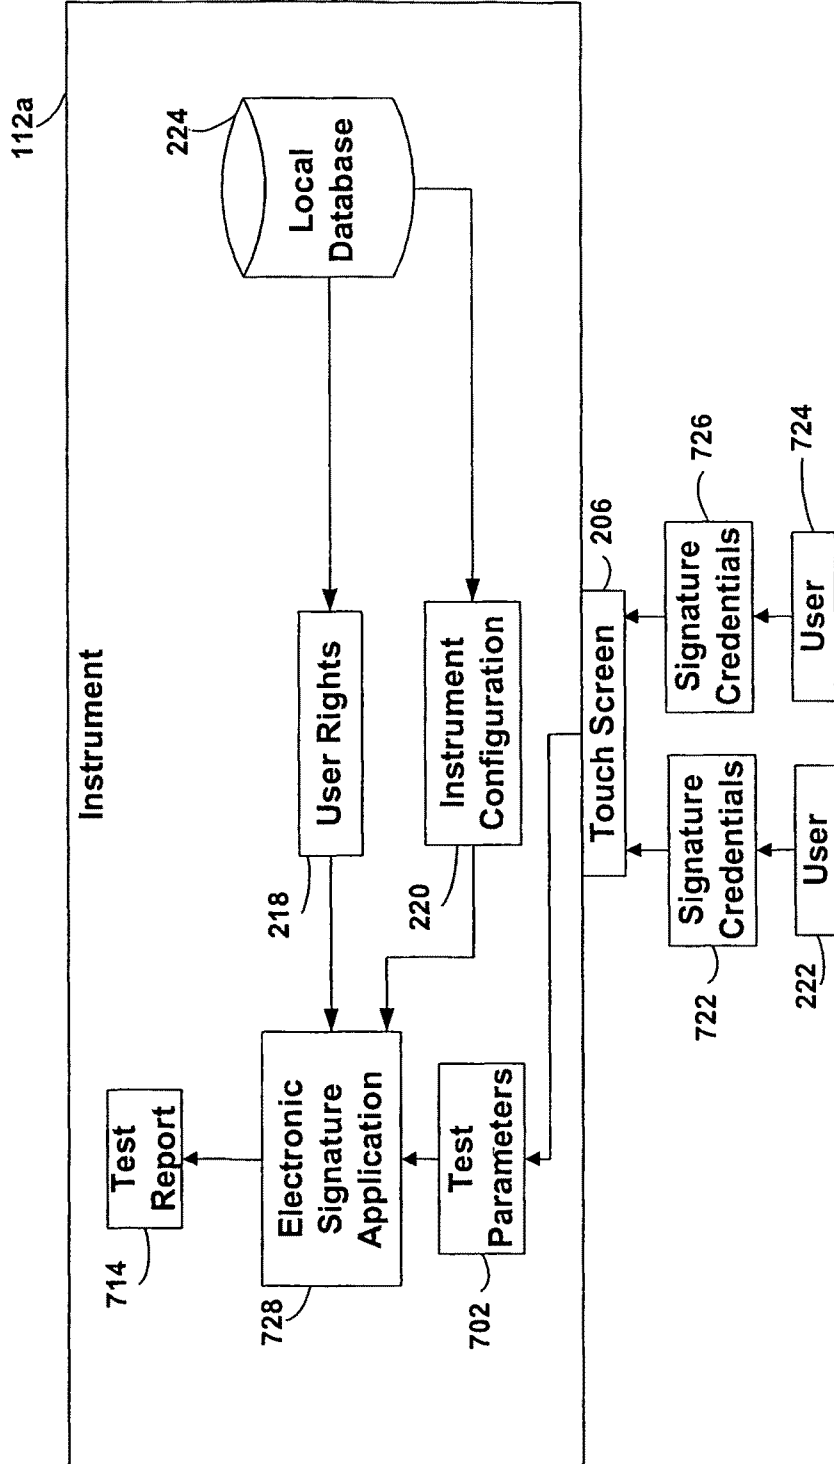 112a
Instrument
224
Local
Database
218
User Rights
220
Instrument
Configuration
714
Test
Report
728
Electronic
Signature
Application
702
Test
Parameters
206
Touch Screen
722
Signature
Credentials
726
Signature
Credentials
222
User
724
User